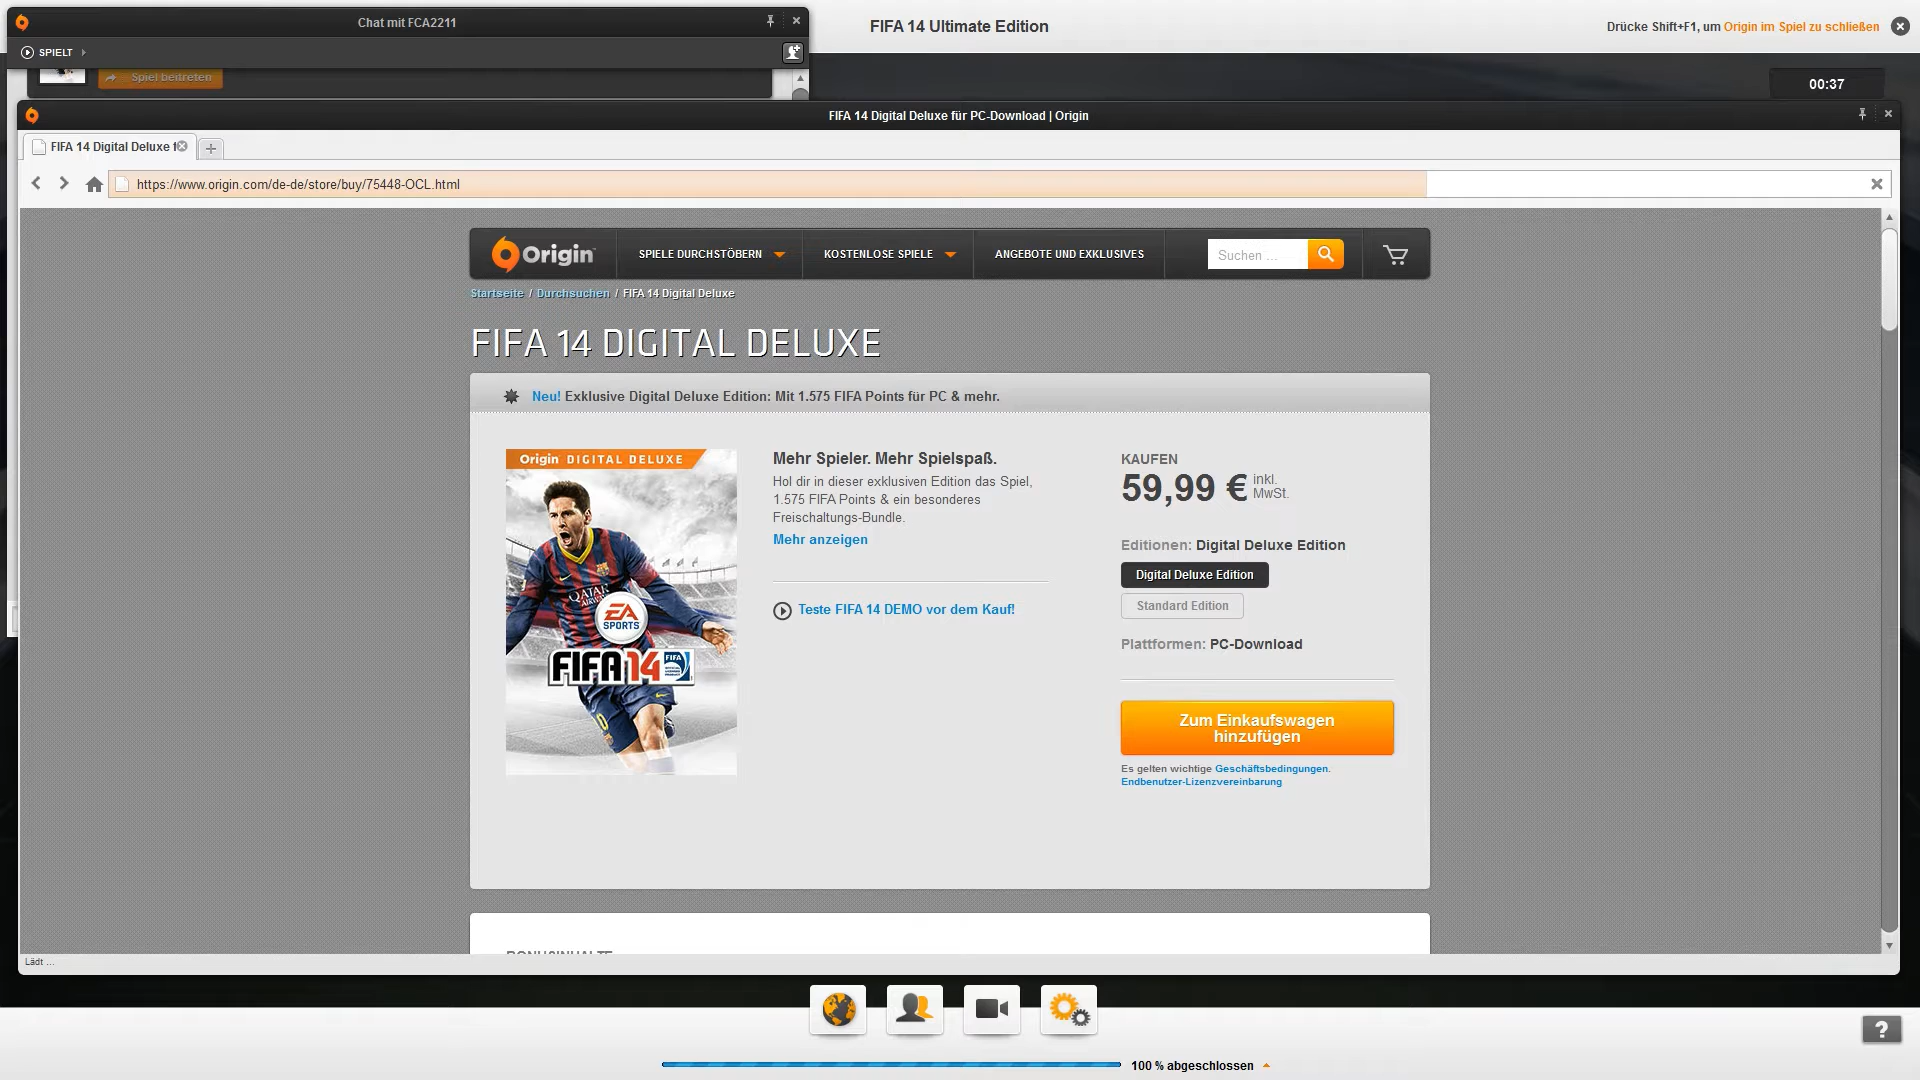 Chat mit FCA2211
FIFA 14 Ultimate Edition
Drücke Shift+F1, um Origin im Spiel zu schließen
SPIELT
Spiel beitreten
00:37
FIFA 14 Digital Deluxe für PC-Download | Origin
FIFA 14 Digital Deluxe f
https://www.origin.com/de-de/store/buy/75448-OCL.html
Origin
SPIELE DURCHSTÖBERN
KOSTENLOSE SPIELE
ANGEBOTE UND EXKLUSIVES
Suchen ...
Startseite / Durchsuchen / FIFA 14 Digital Deluxe
FIFA 14 DIGITAL DELUXE
Neu! Exklusive Digital Deluxe Edition: Mit 1.575 FIFA Points für PC & mehr.
Origin DIGITAL DELUXE
QATAR
AIRWAYS
EA
SPORTS
FIFA 14
FIFA
10
Mehr Spieler. Mehr Spielspaß.
Hol dir in dieser exklusiven Edition das Spiel,
1.575 FIFA Points & ein besonderes
Freischaltungs-Bundle.
Mehr anzeigen
Teste FIFA 14 DEMO vor dem Kauf!
KAUFEN
59,99 € inkl. MwSt.
Editionen: Digital Deluxe Edition
Digital Deluxe Edition
Standard Edition
Plattformen: PC-Download
Zum Einkaufswagen
hinzufügen
Es gelten wichtige Geschäftsbedingungen.
Endbenutzer-Lizenzvereinbarung
BONUSINHALTE
Lädt ...
?
100 % abgeschlossen